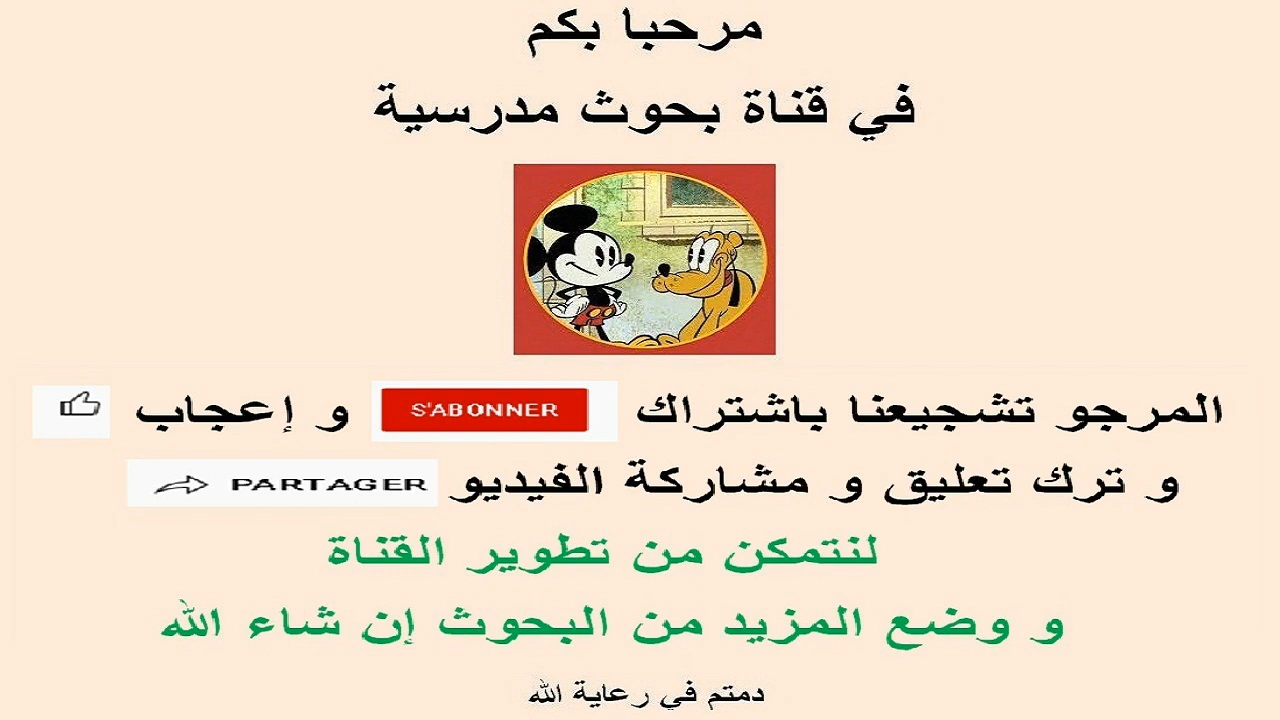 مرحبا بكم
في قناة بحوث مدرسية
المرجو تشجيعنا باشتراك S'ABONNER و إعجاب
و ترك تعليق و مشاركة الفيديو PARTAGER
لنتمكن من تطوير القناة
و وضع المزيد من البحوث إن شاء الله
دمتم في رعاية الله